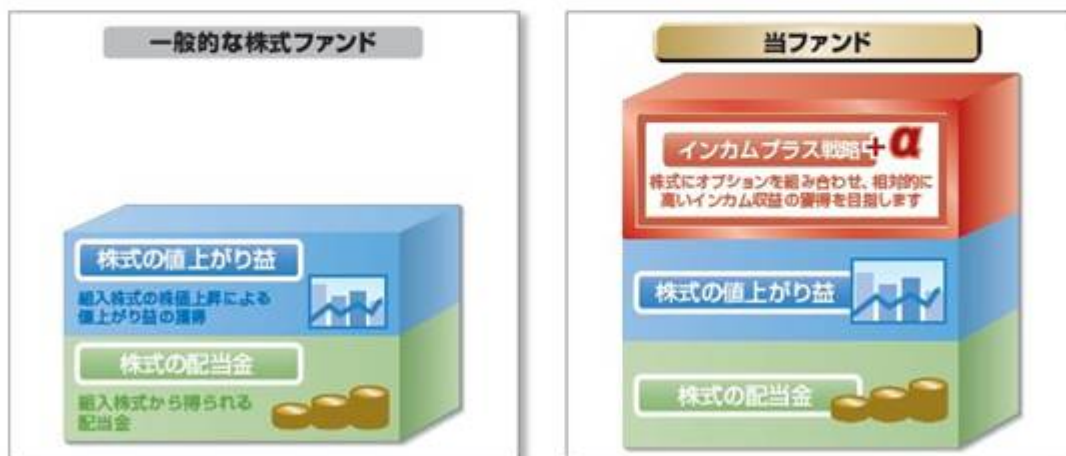 一般的な株式ファンド
株式の値上がり益
組入株式の株価上昇による
値上がり益の獲得
株式の配当金
組入株式から得られる
配当金
当ファンド
インカムプラス戦略+α
株式にオプションを組み合わせ、相対的に
高いインカム収益の獲得を目指します
株式の値上がり益
株式の配当金